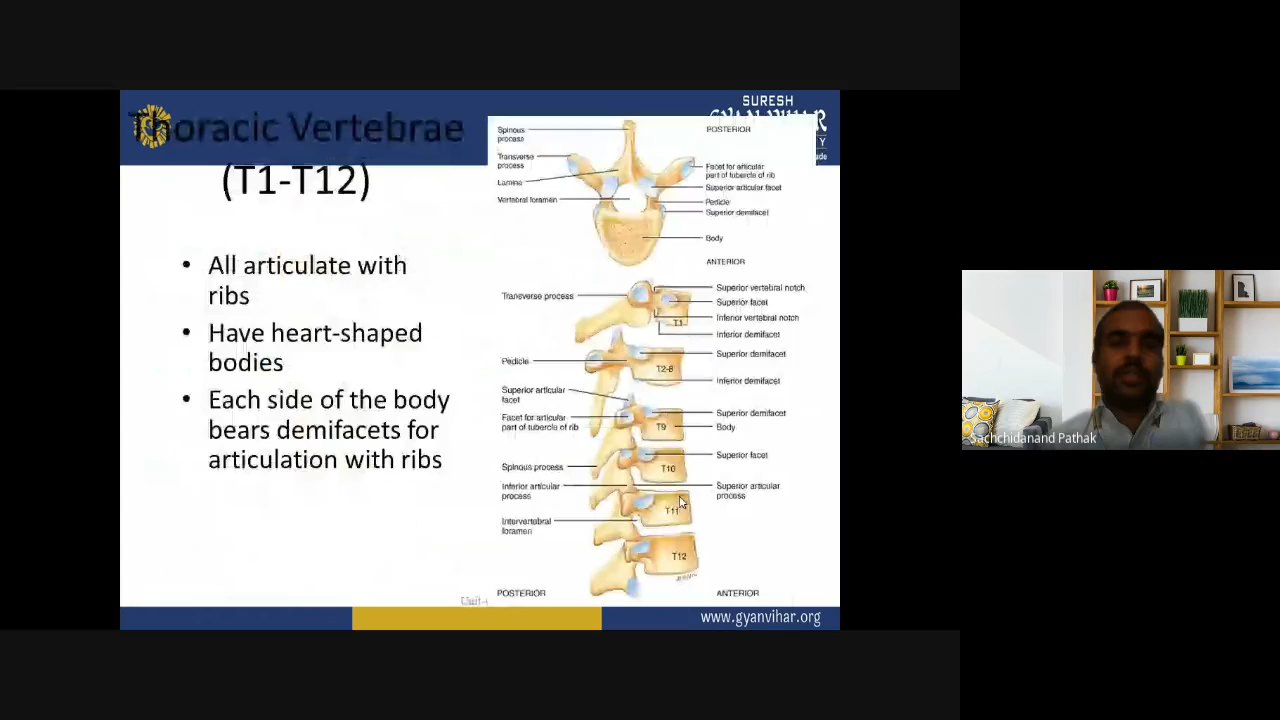 SURESH
GYAN VIHAR
Thoracic Vertebrae
(T1-T12)
• All articulate with
ribs
• Have heart-shaped
bodies
• Each side of the body
bears demifacets for
articulation with ribs
Spinous
process
POSTERIOR
Transverse
process
Facet for articular
part of tubercle of rib
Lamina
Superior articular facet
Vertebral foramen
Pedicle
Superior demifacet
Body
ANTERIOR
Transverse process
Superior vertebral notch
Superior facet
Inferior vertebral notch
T1
Inferior demifacet
Pedicle
Superior demifacet
T2-8
Inferior demifacet
Superior articular
facet
Facet for articular
part of tubercle of rib
Superior demifacet
T9
Body
Spinous process
Superior facet
T10
Inferior articular
process
Superior articular
process
T11
Intervertebral
foramen
T12
POSTERIOR
ANTERIOR
Unit-
www.gyanvihar.org
Sachchidanand Pathak